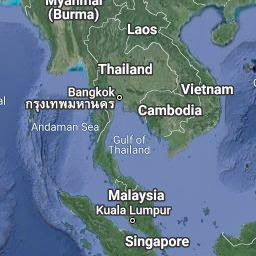 Myanmar
(Burma)
Laos
Thailand
Vietnam
Bangkok
กรุงเทพมหานคร
Cambodia
Andaman Sea
Gulf of
Thailand
Malaysia
Kuala Lumpur
Singapore